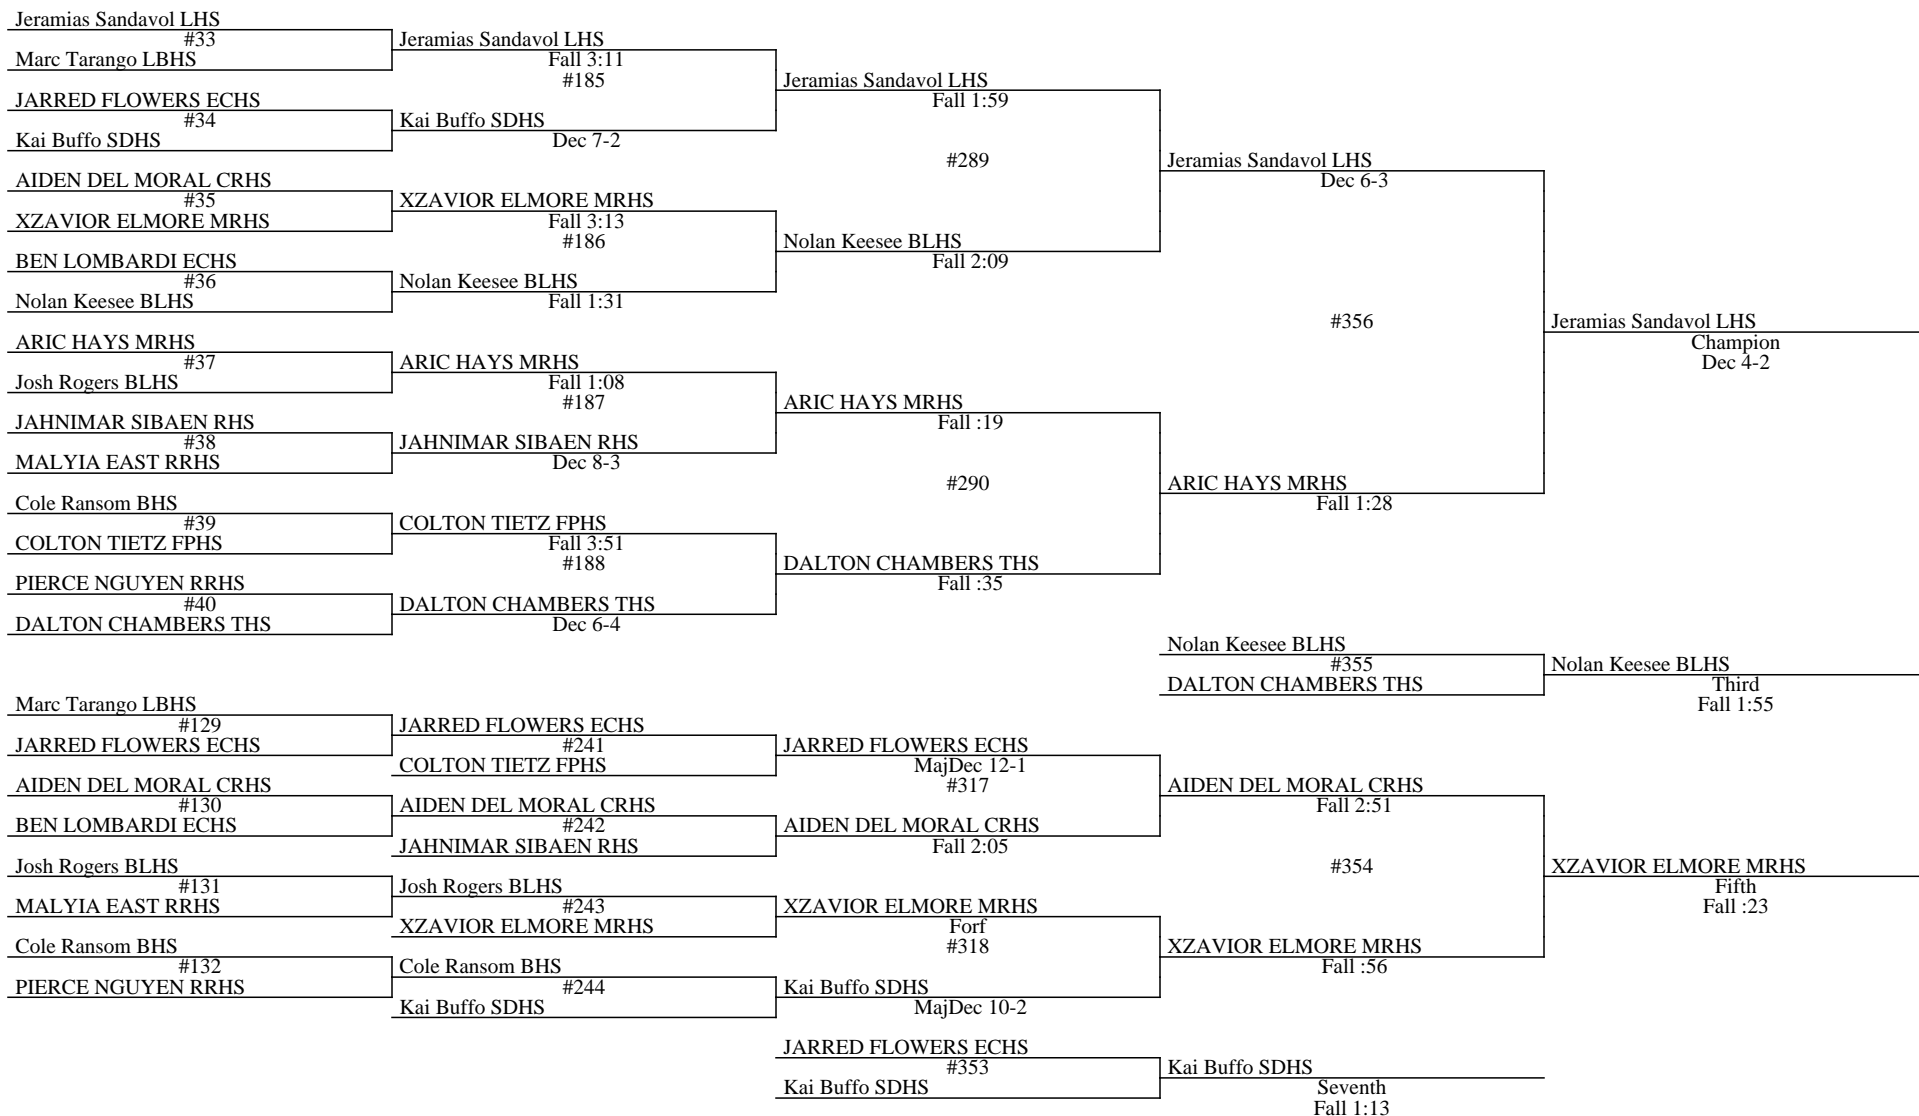 Jeramias Sandavol LHS
#33
Marc Tarango LBHS
JARRED FLOWERS ECHS
#34
Kai Buffo SDHS
AIDEN DEL MORAL CRHS
#35
XZAVIOR ELMORE MRHS
BEN LOMBARDI ECHS
#36
Nolan Keesee BLHS
ARIC HAYS MRHS
#37
Josh Rogers BLHS
JAHNIMAR SIBAEN RHS
#38
MALYIA EAST RRHS
Cole Ransom BHS
#39
COLTON TIETZ FPHS
PIERCE NGUYEN RRHS
#40
DALTON CHAMBERS THS
Jeramias Sandavol LHS
Fall 3:11
#185
Kai Buffo SDHS
Dec 7-2
XZAVIOR ELMORE MRHS
Fall 3:13
#186
Nolan Keesee BLHS
Fall 1:31
ARIC HAYS MRHS
Fall 1:08
#187
JAHNIMAR SIBAEN RHS
Dec 8-3
COLTON TIETZ FPHS
Fall 3:51
#188
DALTON CHAMBERS THS
Dec 6-4
Jeramias Sandavol LHS
Fall 1:59
#289
Nolan Keesee BLHS
Fall 2:09
ARIC HAYS MRHS
Fall :19
#290
DALTON CHAMBERS THS
Fall :35
Jeramias Sandavol LHS
Dec 6-3
#356
ARIC HAYS MRHS
Fall 1:28
Jeramias Sandavol LHS
Champion
Dec 4-2
Nolan Keesee BLHS
#355
DALTON CHAMBERS THS
Nolan Keesee BLHS
Third
Fall 1:55
Marc Tarango LBHS
#129
JARRED FLOWERS ECHS
AIDEN DEL MORAL CRHS
#130
BEN LOMBARDI ECHS
Josh Rogers BLHS
#131
MALYIA EAST RRHS
Cole Ransom BHS
#132
PIERCE NGUYEN RRHS
JARRED FLOWERS ECHS
#241
COLTON TIETZ FPHS
AIDEN DEL MORAL CRHS
#242
JAHNIMAR SIBAEN RHS
Josh Rogers BLHS
#243
XZAVIOR ELMORE MRHS
Cole Ransom BHS
#244
Kai Buffo SDHS
JARRED FLOWERS ECHS
MajDec 12-1
#317
AIDEN DEL MORAL CRHS
Fall 2:05
XZAVIOR ELMORE MRHS
Forf
#318
Kai Buffo SDHS
MajDec 10-2
AIDEN DEL MORAL CRHS
Fall 2:51
#354
XZAVIOR ELMORE MRHS
Fall :56
XZAVIOR ELMORE MRHS
Fifth
Fall :23
JARRED FLOWERS ECHS
#353
Kai Buffo SDHS
Kai Buffo SDHS
Seventh
Fall 1:13